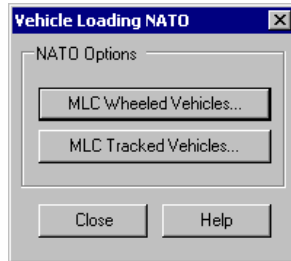 Vehicle Loading NATO
NATO Options
MLC Wheeled Vehicles...
MLC Tracked Vehicles...
Close Help